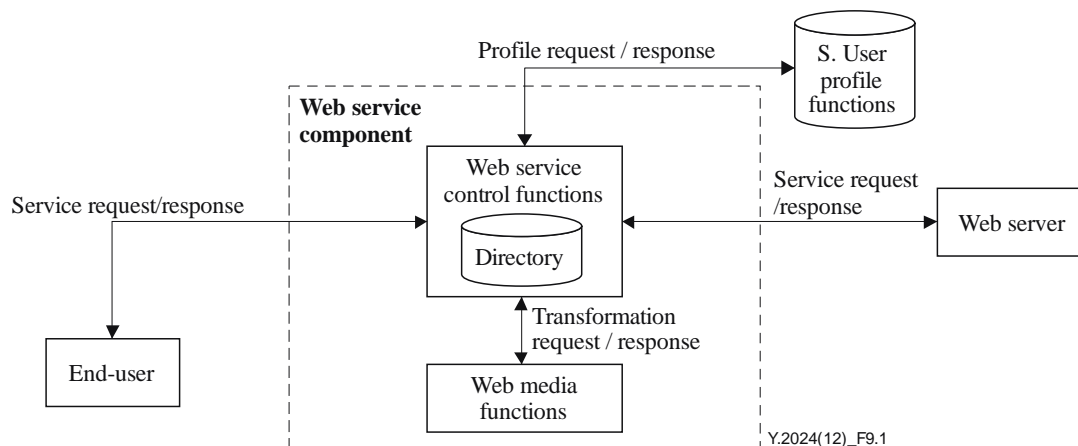 Profile request / response
S. User
profile
functions
Web service
component
Web service
control functions
Directory
Service request/response
Service request
/response
Web server
Transformation
request / response
End-user
Web media
functions
Y.2024(12)_F9.1